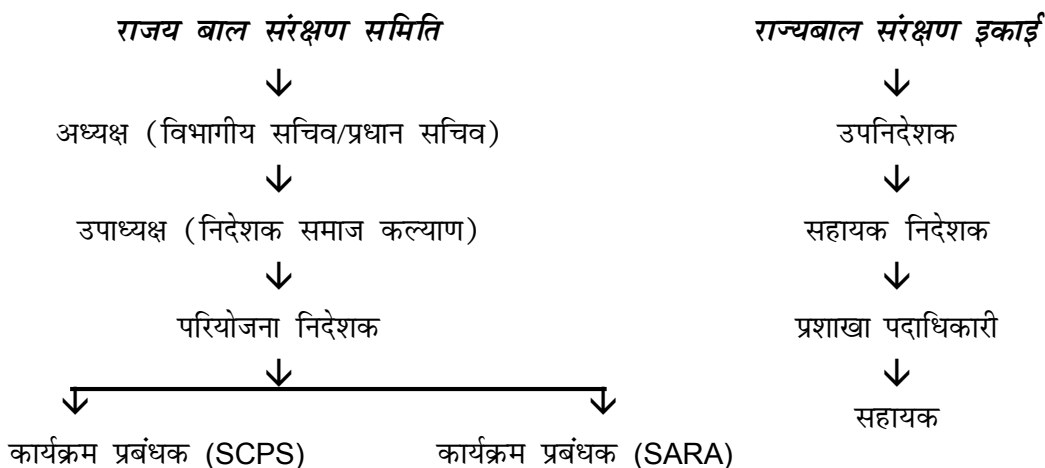 राजय बाल संरक्षण समिति
अध्यक्ष (विभागीय सचिव/प्रधान सचिव)
उपाध्यक्ष (निदेशक समाज कल्याण)
परियोजना निदेशक
कार्यक्रम प्रबंधक (SCPS) कार्यक्रम प्रबंधक (SARA)
राज्यबाल संरक्षण इकाई
उपनिदेशक
सहायक निदेशक
प्रशाखा पदाधिकारी
सहायक